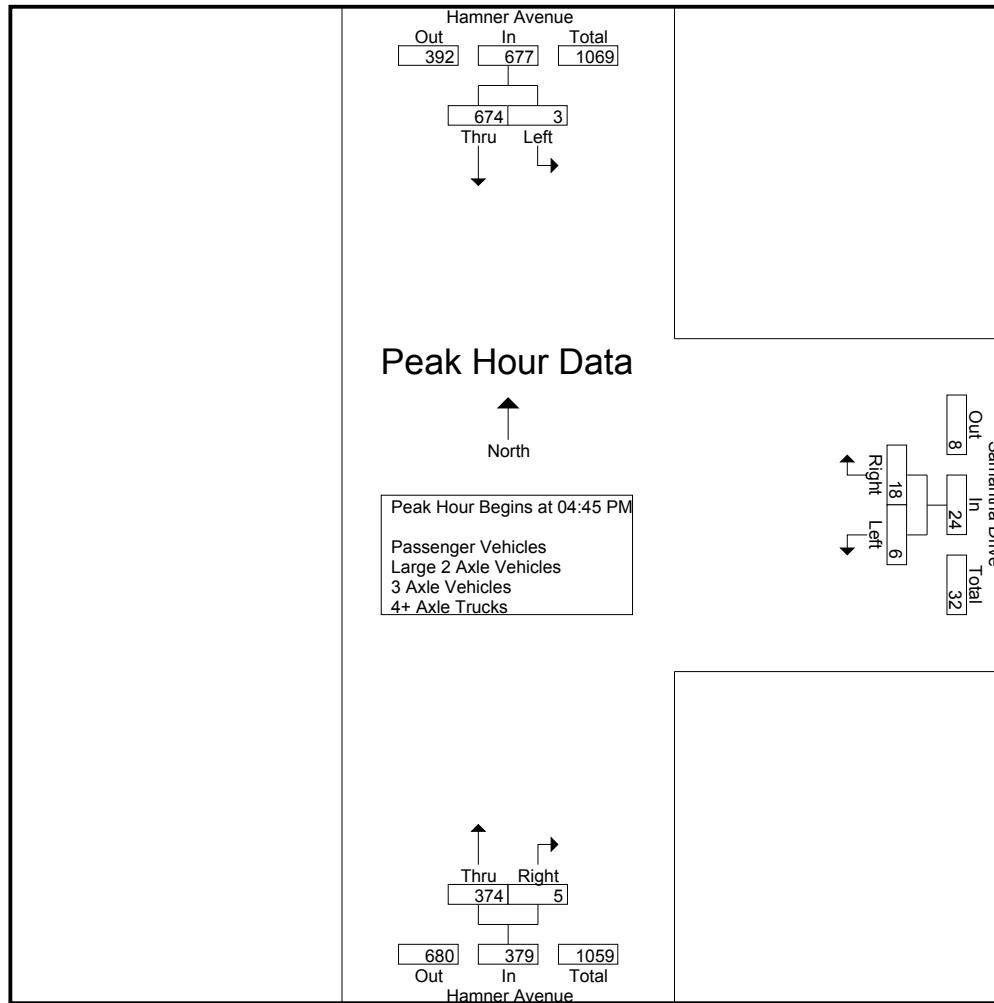 Hamner Avenue
Out In Total
392 677 1069
674 3
Thru Left
Peak Hour Data
North
Peak Hour Begins at 04:45 PM
Passenger Vehicles
Large 2 Axle Vehicles
3 Axle Vehicles
4+ Axle Trucks
Samantha Drive
Out In Total
8 24 32
Right Left
18 6
Thru Right
374 5
680 379 1059
Out In Total
Hamner Avenue